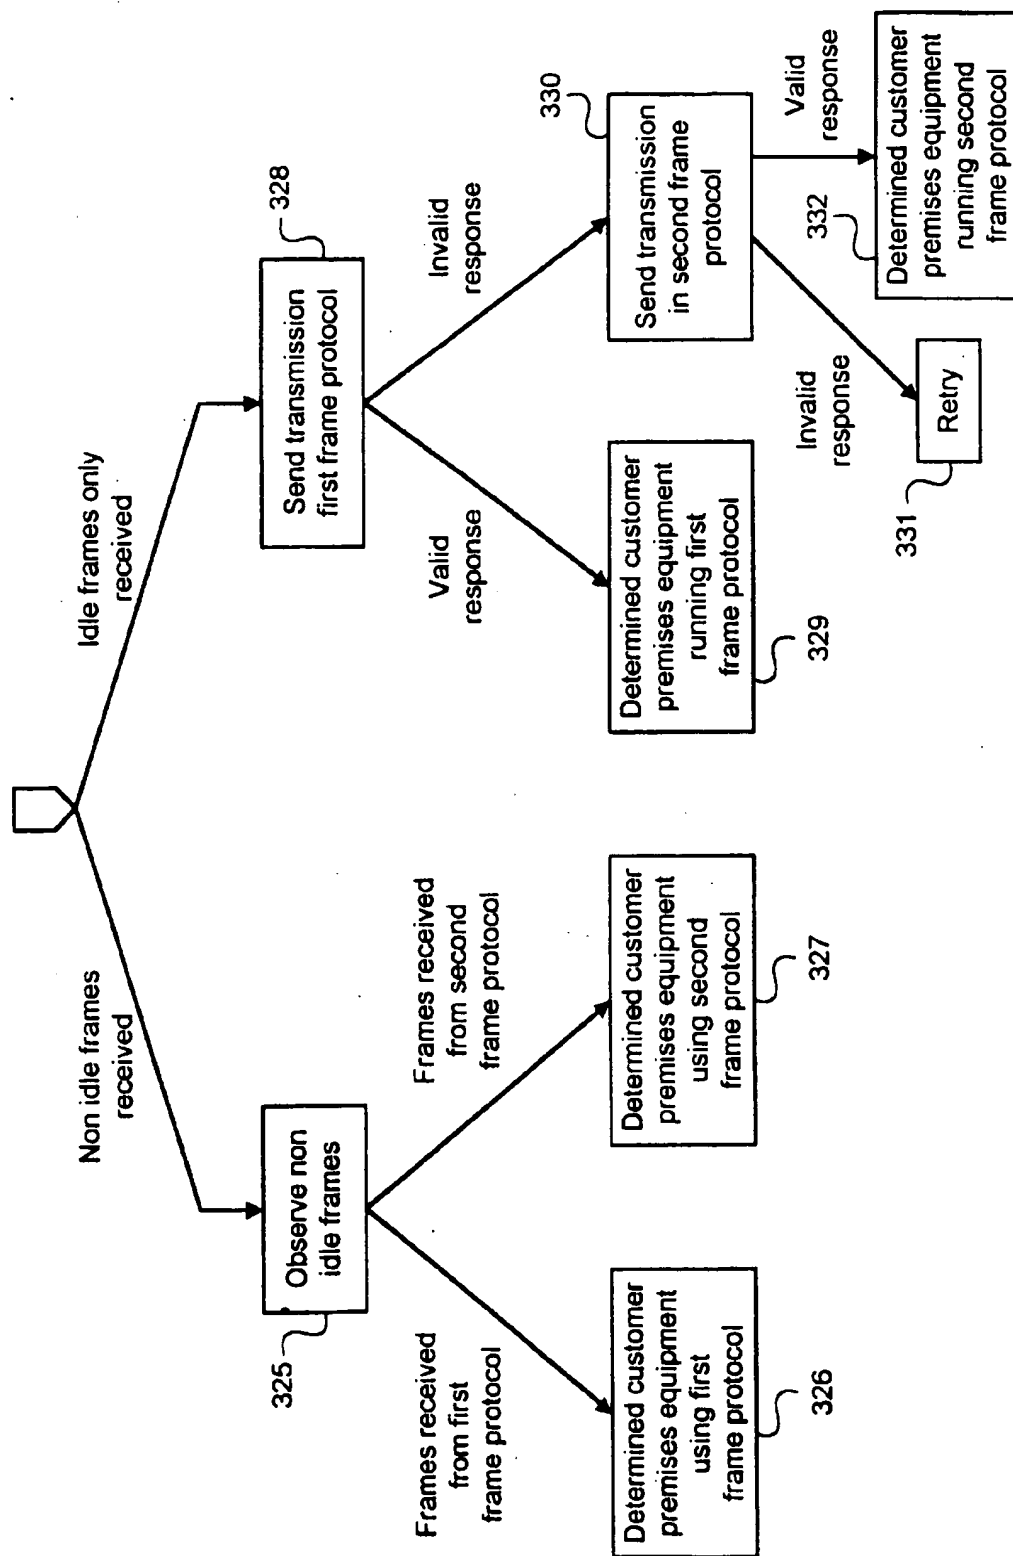 Non idle frames
received
Idle frames only
received
325
Observe non
idle frames
328
Send transmission
first frame protocol
Frames received
from first
frame protocol
Frames received
from second
frame protocol
Valid
response
Invalid
response
326
Determined customer
premises equipment
using first
frame protocol
327
Determined customer
premises equipment
using second
frame protocol
329
Determined customer
premises equipment
running first
frame protocol
330
Send transmission
in second frame
protocol
Invalid
response
Valid
response
331
Retry
332
Determined customer
premises equipment
running second
frame protocol